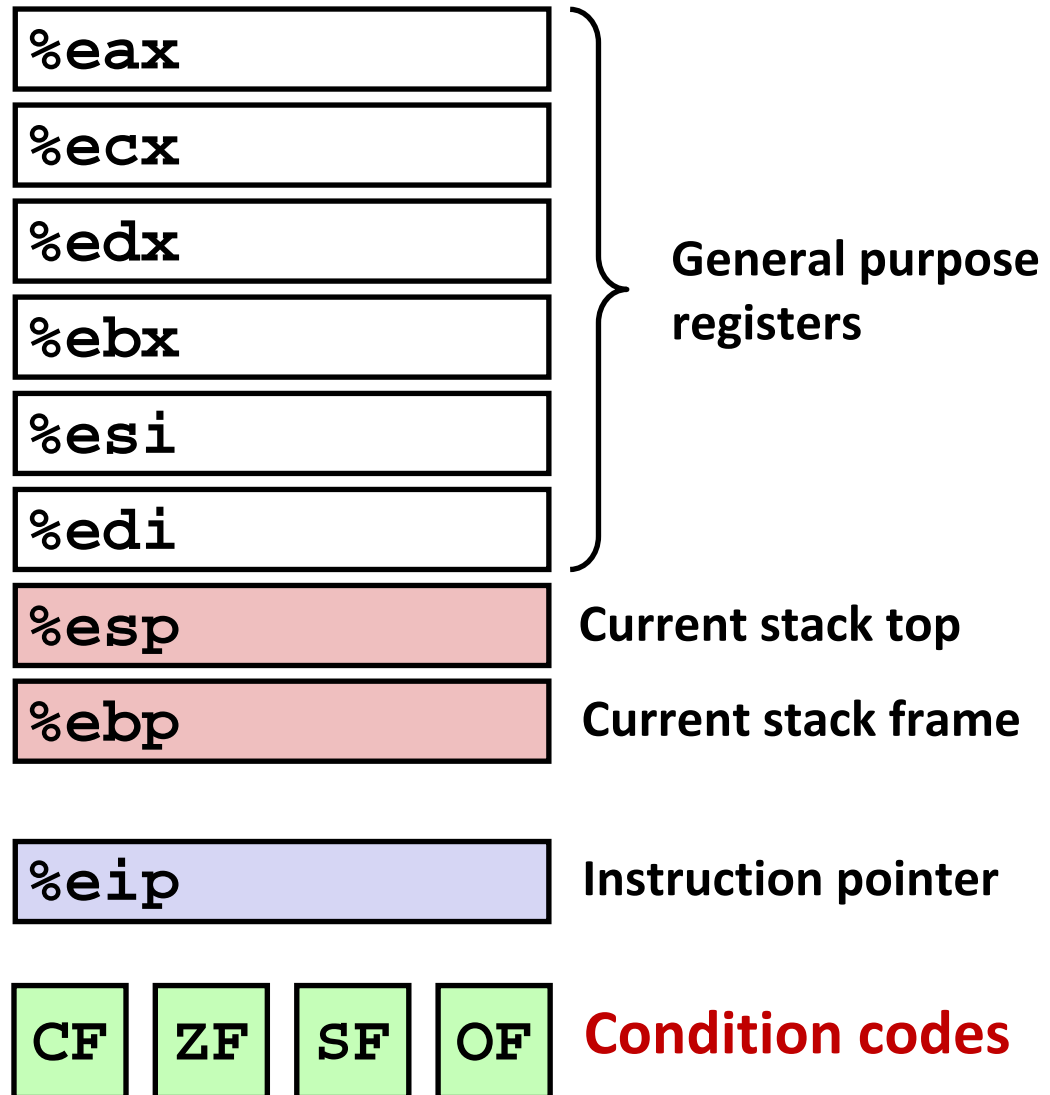 %eax
%ecx
%edx
%ebx
%esi
%edi
General purpose
registers
%esp
Current stack top
%ebp
Current stack frame
%eip
Instruction pointer
CF ZF SF OF
Condition codes